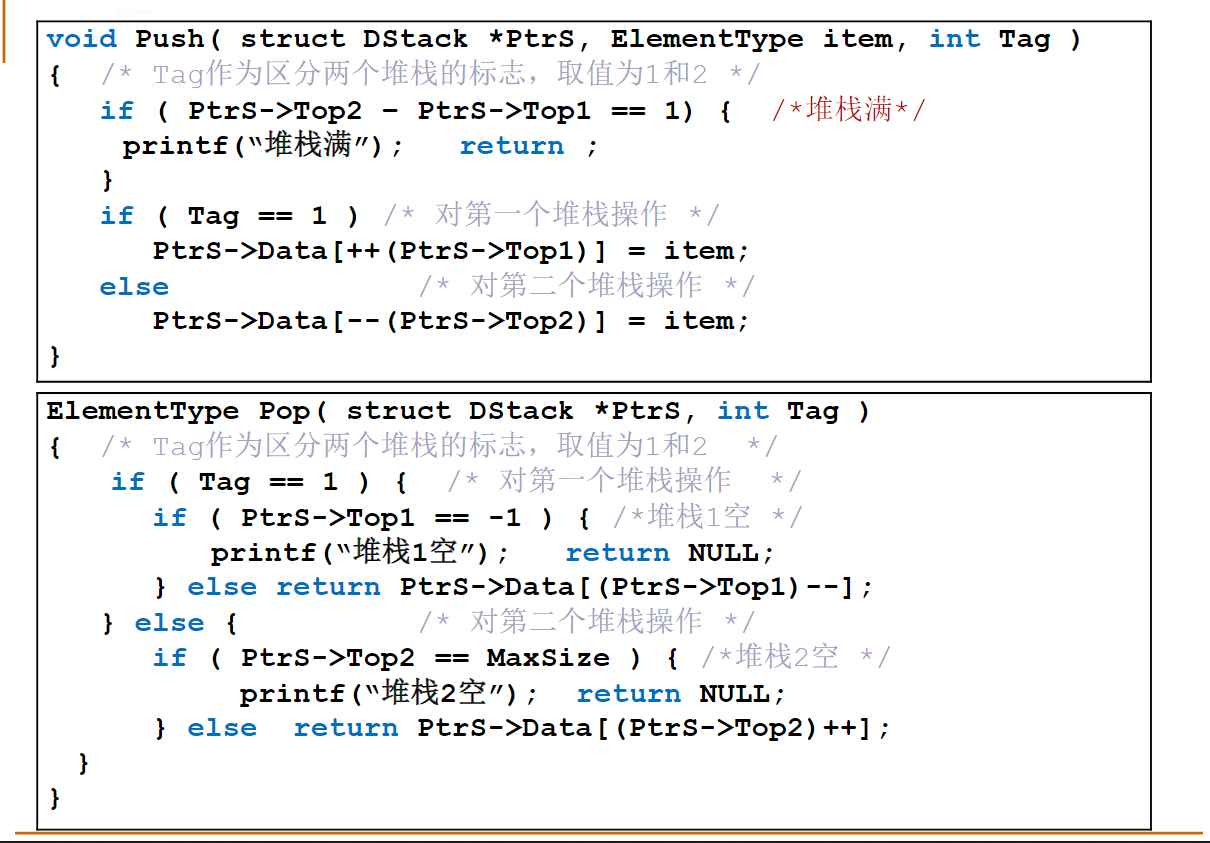 void Push( struct DStack *PtrS, ElementType item, int Tag )
{ /* Tag作为区分两个堆栈的标志，取值为1和2 */
if ( PtrS->Top2 – PtrS->Top1 == 1) { /*堆栈满*/
printf(“堆栈满”); return ;
}
if ( Tag == 1 ) /* 对第一个堆栈操作 */
PtrS->Data[++(PtrS->Top1)] = item;
else /* 对第二个堆栈操作 */
PtrS->Data[--(PtrS->Top2)] = item;
}
ElementType Pop( struct DStack *PtrS, int Tag )
{ /* Tag作为区分两个堆栈的标志，取值为1和2 */
if ( Tag == 1 ) { /* 对第一个堆栈操作 */
if ( PtrS->Top1 == -1 ) { /*堆栈1空 */
printf(“堆栈1空”); return NULL;
} else return PtrS->Data[(PtrS->Top1)--];
} else { /* 对第二个堆栈操作 */
if ( PtrS->Top2 == MaxSize ) { /*堆栈2空 */
printf(“堆栈2空”); return NULL;
} else return PtrS->Data[(PtrS->Top2)++];
}
}